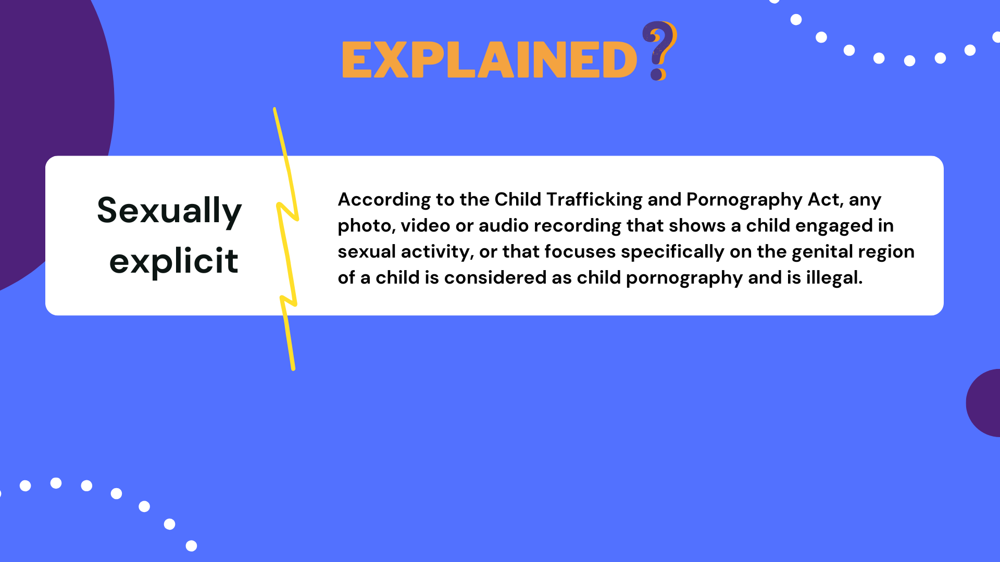 EXPLAINED?
Sexually
explicit
According to the Child Trafficking and Pornography Act, any
photo, video or audio recording that shows a child engaged in
sexual activity, or that focuses specifically on the genital region
of a child is considered as child pornography and is illegal.